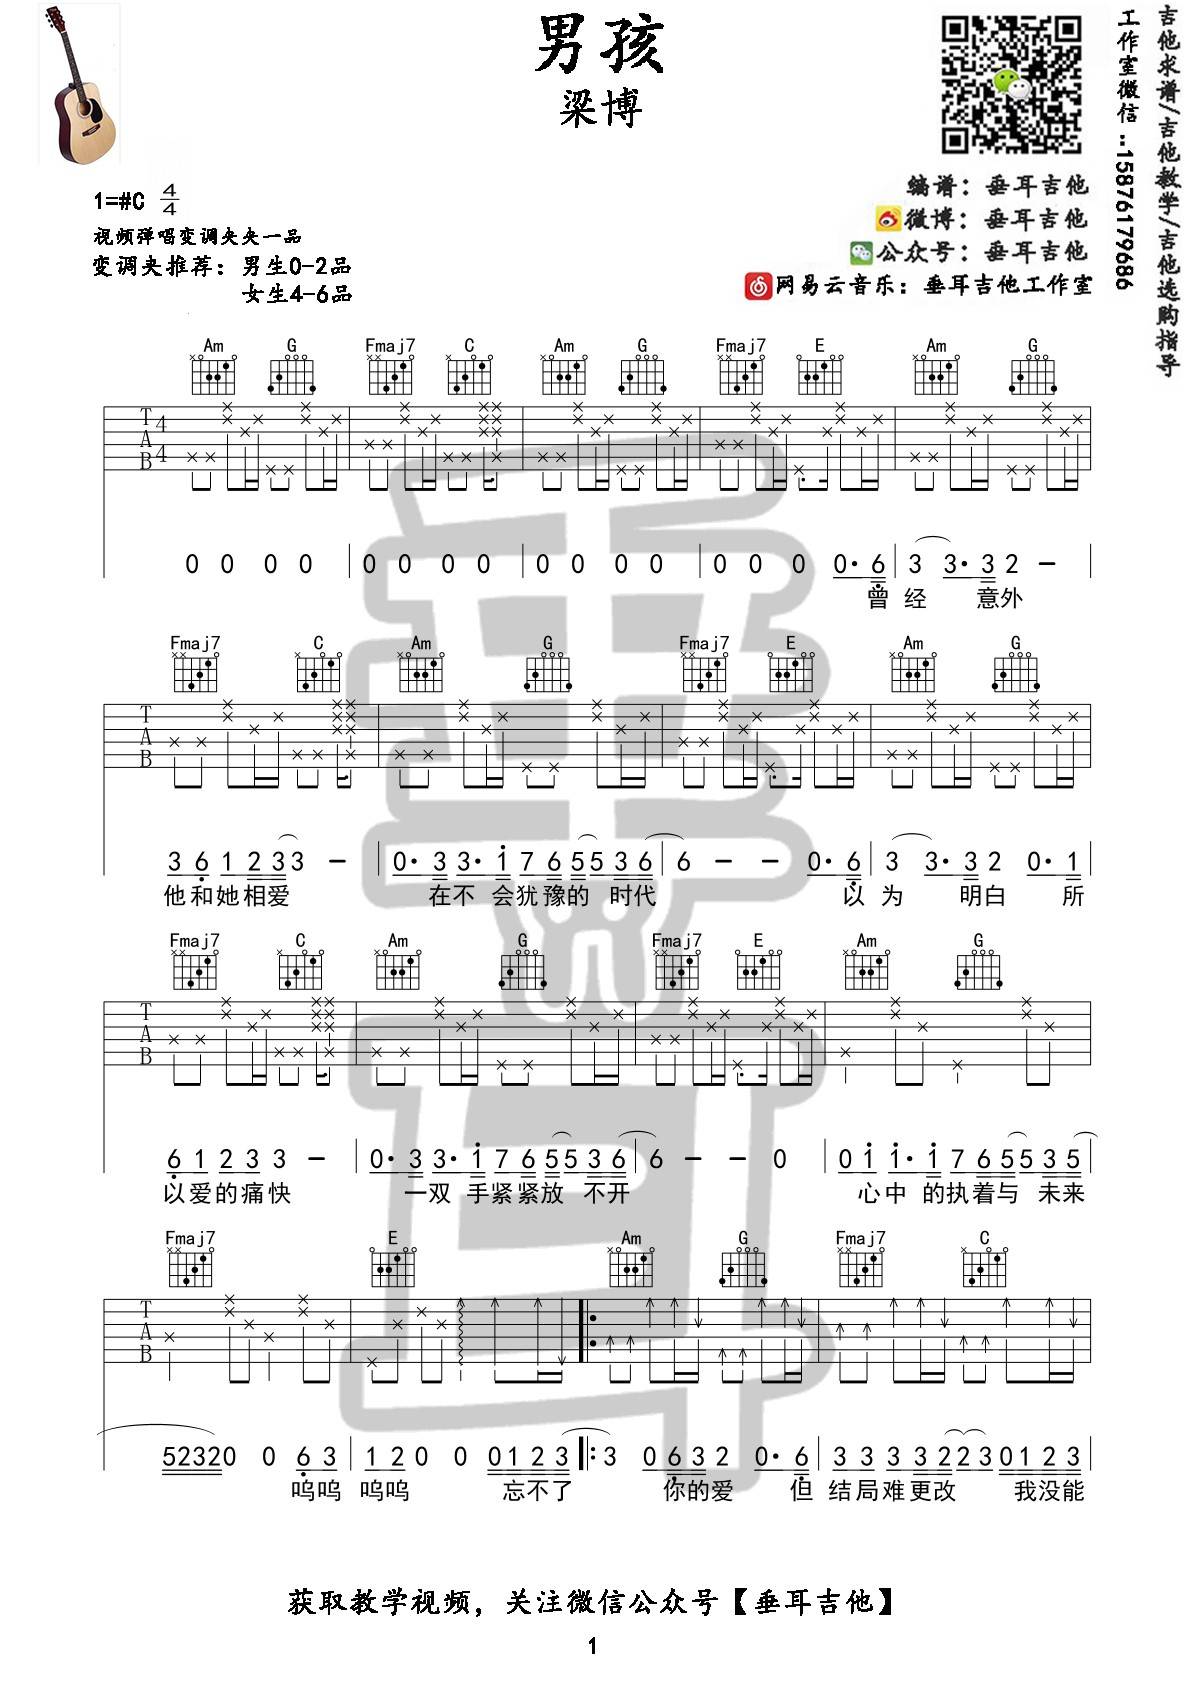 男孩
梁博
1=#C 4/4
视频弹唱变调夹夹一品
变调夹推荐：男生0-2品
女生4-6品
编谱：垂耳吉他
微博：垂耳吉他
公众号：垂耳吉他
网易云音乐：垂耳吉他工作室
工作室微信：15876179686
吉他求谱/吉他教学/吉他选购指导
Am G Fmaj7 C Am G Fmaj7 E Am G
T 4
A
B 4
0 0 0 0 0 0 0 0 0 0 0 0 0 0 0 0·6 3 3·3 2 -
曾 经 意外
Fmaj7 C Am G Fmaj7 E Am G
T
A
B
3 6 1 2 3 3 - 0·3 3·1 7 6 5 5 3 6 6 - - 0·6 3 3·3 2 0·1
他和她相爱 在不 会犹豫的 时代 以 为 明白 所
Fmaj7 C Am G Fmaj7 E Am G
T
A
B
6 1 2 3 3 - 0·3 3·1 7 6 5 5 3 6 6 - - 0 0 1 1·1 7 6 5 5 3 5
以爱的痛快 一双 手紧紧放 不开 心中 的执着与 未来
Fmaj7 E Am G Fmaj7 C
T
A
B
5 2 3 2 0 0 6 3 1 2 0 0 0 1 2 3 3 0 6 3 2 0·6 3 3 3 3 2 2 3 0 1 2 3
呜呜 呜呜 忘不了 你的爱 但 结局难更改 我没能
获取教学视频，关注微信公众号【垂耳吉他】
1